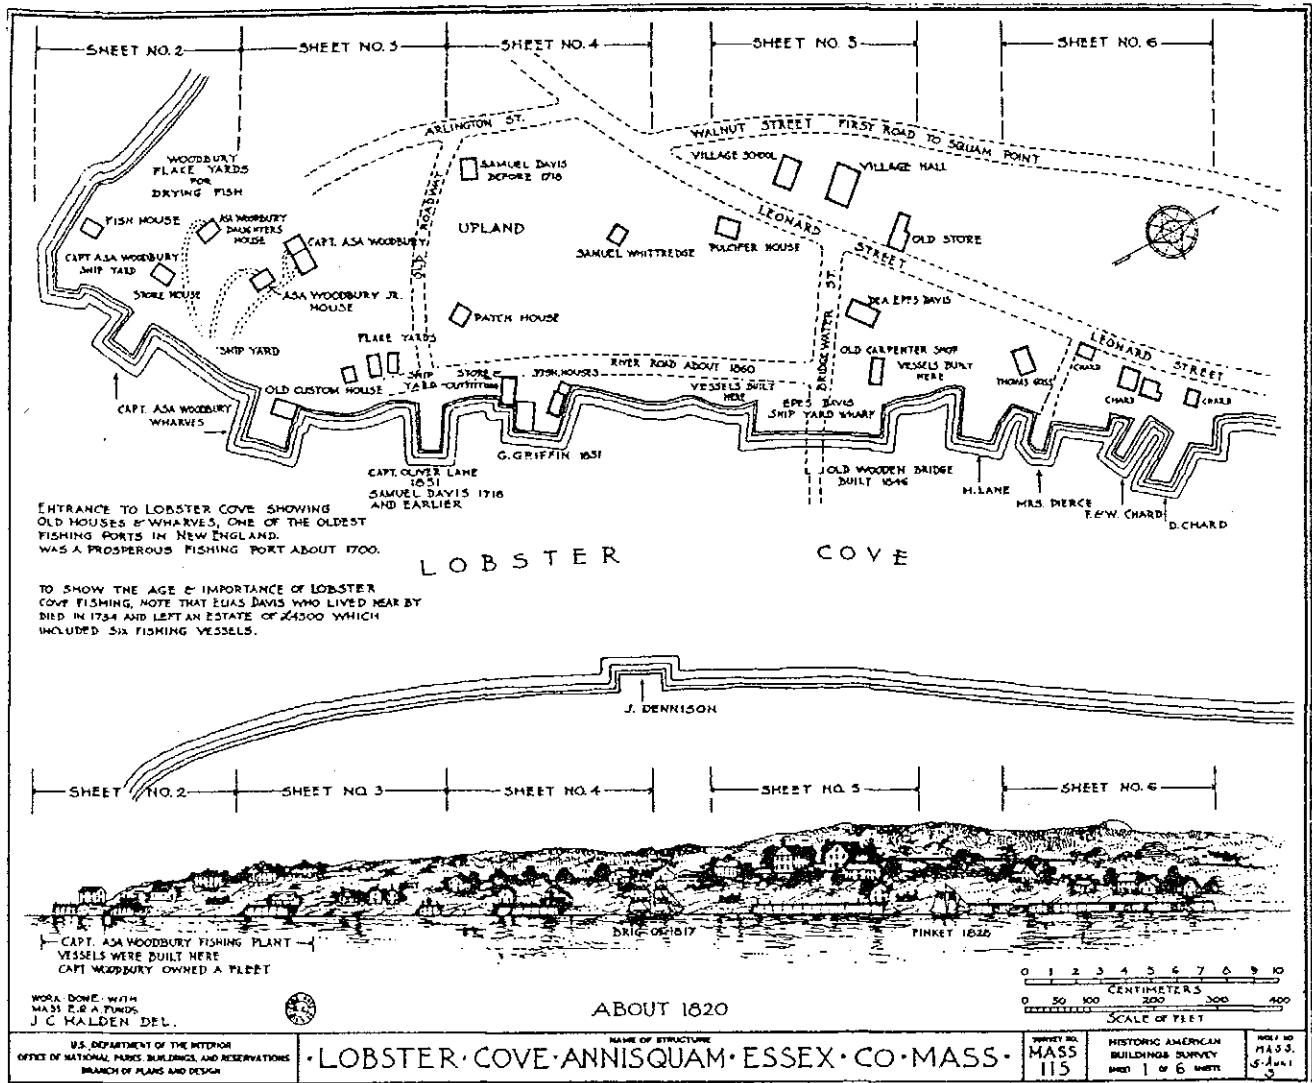 SHEET NO. 2
SHEET NO. 3
SHEET NO. 4
SHEET NO. 5
SHEET NO. 6
ARLINGTON ST.
WALNUT STREET FIRST ROAD TO SQUAM POINT
WOODBURY
FLAKE YARDS
FOR
DRYING FISH
SAMUEL DAVIS
BEFORE 1718
VILLAGE SCHOOL
VILLAGE HALL
OLD ROADWAY
FISH HOUSE
ASA WOODBURY
DAUGHTERS
HOUSE
CAPT. ASA WOODBURY
UPLAND
SAMUEL WHITTREDGE
PULCIFER HOUSE
LEONARD
STREET
OLD STORE
CAPT ASA WOODBURY
SHIP YARD
STORE HOUSE
ASA WOODBURY JR.
HOUSE
PATCH HOUSE
BRIDGEWATER ST
DEA EPPS DAVIS
SHIP YARD
FLAKE YARDS
RIVER ROAD ABOUT 1860
OLD CARPENTER SHOP
VESSELS BUILT
HERE
LEONARD
STREET
THOMAS GOSS
CHARD
CHARD
CHARD
OLD CUSTOM HOUSE
SHIP
YARD
STORE &
OUTFITTING
FISH HOUSES
VESSELS BUILT
HERE
EPPS DAVIS
SHIP YARD WHARF
CAPT. ASA WOODBURY
WHARVES
CAPT. OLIVER LANE
1851
SAMUEL DAVIS 1718
AND EARLIER
G. GRIFFIN 1851
OLD WOODEN BRIDGE
BUILT 1846
H. LANE
MRS. PIERCE
F. & W. CHARD
D. CHARD
ENTRANCE TO LOBSTER COVE SHOWING
OLD HOUSES & WHARVES, ONE OF THE OLDEST
FISHING PORTS IN NEW ENGLAND.
WAS A PROSPEROUS FISHING PORT ABOUT 1700.
LOBSTER COVE
TO SHOW THE AGE & IMPORTANCE OF LOBSTER
COVE FISHING, NOTE THAT ELIAS DAVIS WHO LIVED NEAR BY
DIED IN 1734 AND LEFT AN ESTATE OF £4500 WHICH
INCLUDED SIX FISHING VESSELS.
J. DENNISON
SHEET NO. 2
SHEET NO. 3
SHEET NO. 4
SHEET NO. 5
SHEET NO. 6
BRIG OF 1817
PINKET 1820
CAPT. ASA WOODBURY FISHING PLANT
VESSELS WERE BUILT HERE
CAPT WOODBURY OWNED A FLEET
WORK DONE WITH
MASS E.R.A. FUNDS
J C HALDEN DEL.
ABOUT 1820
0 1 2 3 4 5 6 7 8 9 10
CENTIMETERS
0 50 100 200 300 400
SCALE OF FEET
U.S. DEPARTMENT OF THE INTERIOR
OFFICE OF NATIONAL PARKS, BUILDINGS, AND RESERVATIONS
BRANCH OF PLANS AND DESIGN
NAME OF STRUCTURE
·LOBSTER·COVE·ANNISQUAM·ESSEX·CO·MASS·
SURVEY NO.
MASS
115
HISTORIC AMERICAN
BUILDINGS SURVEY
SHEET 1 OF 6 SHEETS
MASS.